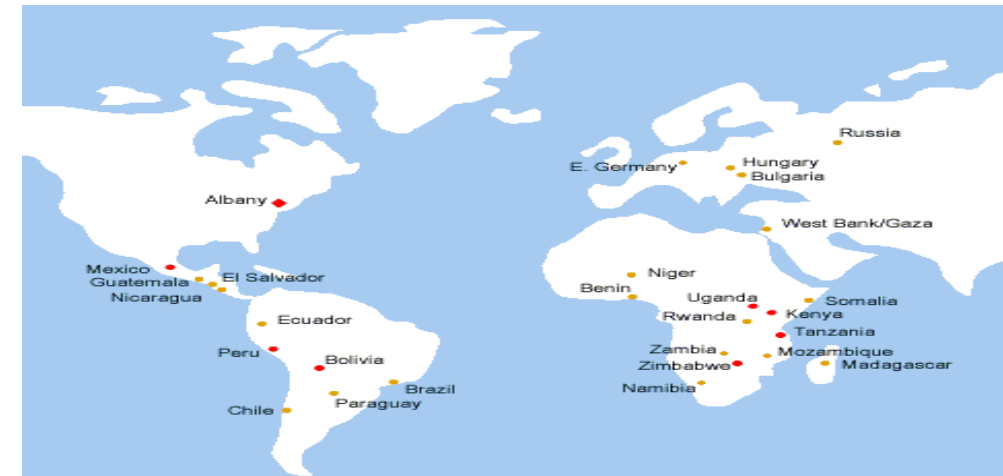 Russia
E. Germany
Hungary
Bulgaria
Albany
West Bank/Gaza
Mexico
El Salvador
Guatemala
Nicaragua
Niger
Benin
Uganda
Somalia
Rwanda
Kenya
Ecuador
Tanzania
Peru
Bolivia
Zambia
Mozambique
Zimbabwe
Madagascar
Brazil
Namibia
Paraguay
Chile